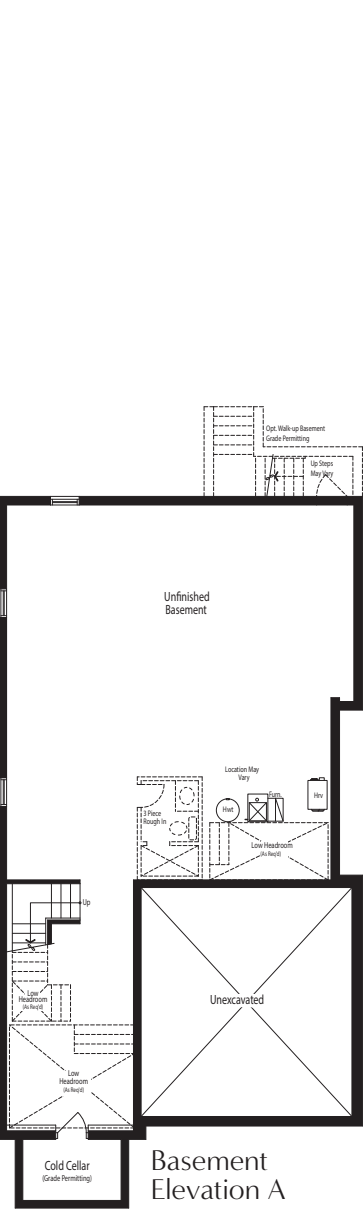 Opt. Walk-up Basement
Grade Permitting
Up Steps
May Vary
Unfinished
Basement
Location May
Vary
3 Piece
Rough In
Hwt
Furn.
Hrv
Low Headroom
(As Req'd)
Up
Low
Headroom
(As Req'd)
Unexcavated
Low
Headroom
(As Req'd)
Cold Cellar
(Grade Permitting)
Basement
Elevation A